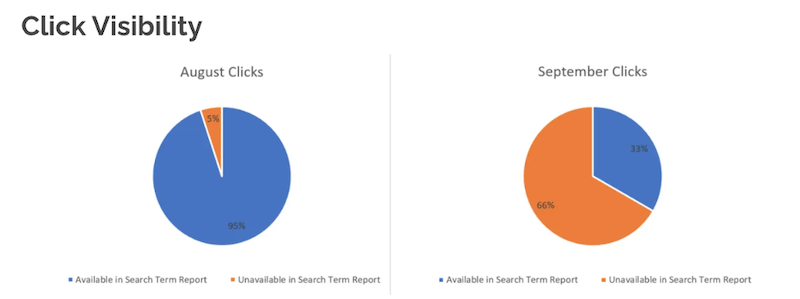 Click Visibility
August Clicks
5%
95%
Available in Search Term Report
Unavailable in Search Term Report
September Clicks
33%
66%
Available in Search Term Report
Unavailable in Search Term Report